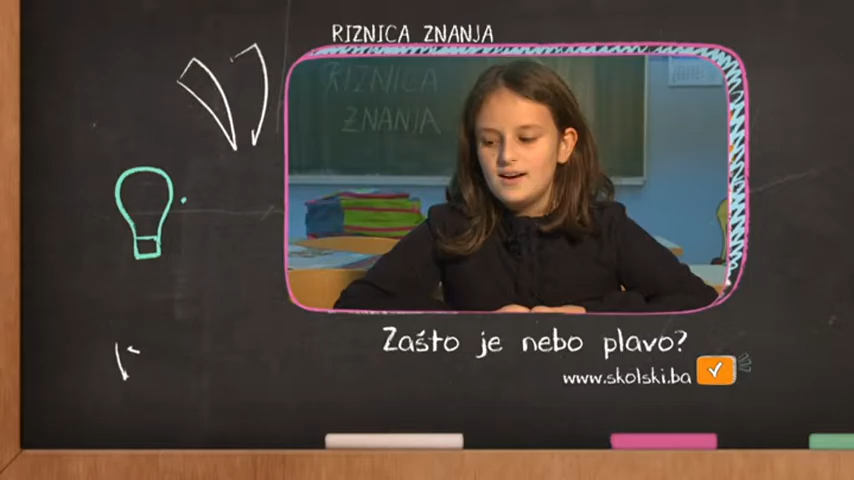 RIZNICA ZNANJA
RIZNICA
ZNANJA
Zašto je nebo plavo?
www.skolski.ba